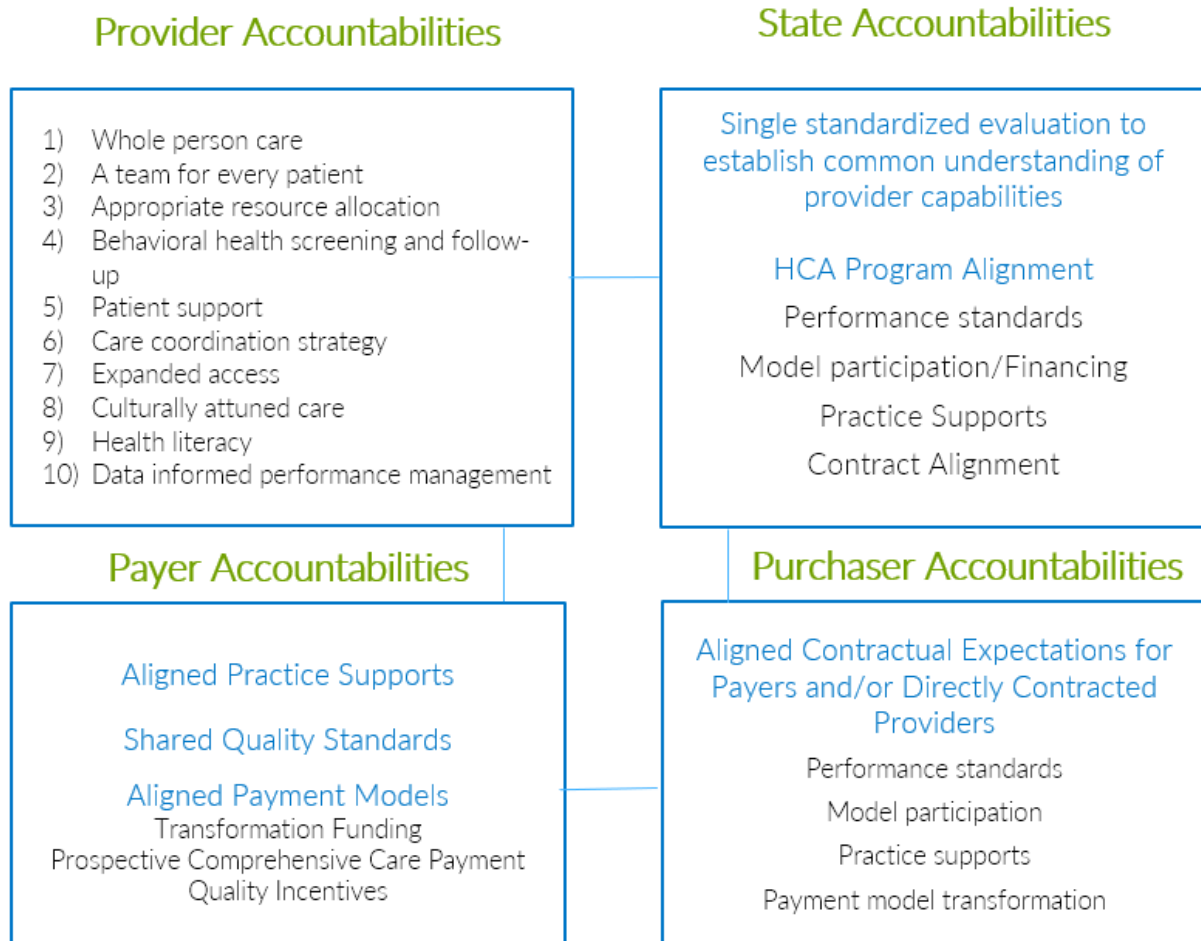 Provider Accountabilities
1) Whole person care
2) A team for every patient
3) Appropriate resource allocation
4) Behavioral health screening and follow-
up
5) Patient support
6) Care coordination strategy
7) Expanded access
8) Culturally attuned care
9) Health literacy
10) Data informed performance management
State Accountabilities
Single standardized evaluation to
establish common understanding of
provider capabilities
HCA Program Alignment
Performance standards
Model participation/Financing
Practice Supports
Contract Alignment
Payer Accountabilities
Aligned Practice Supports
Shared Quality Standards
Aligned Payment Models
Transformation Funding
Prospective Comprehensive Care Payment
Quality Incentives
Purchaser Accountabilities
Aligned Contractual Expectations for
Payers and/or Directly Contracted
Providers
Performance standards
Model participation
Practice supports
Payment model transformation